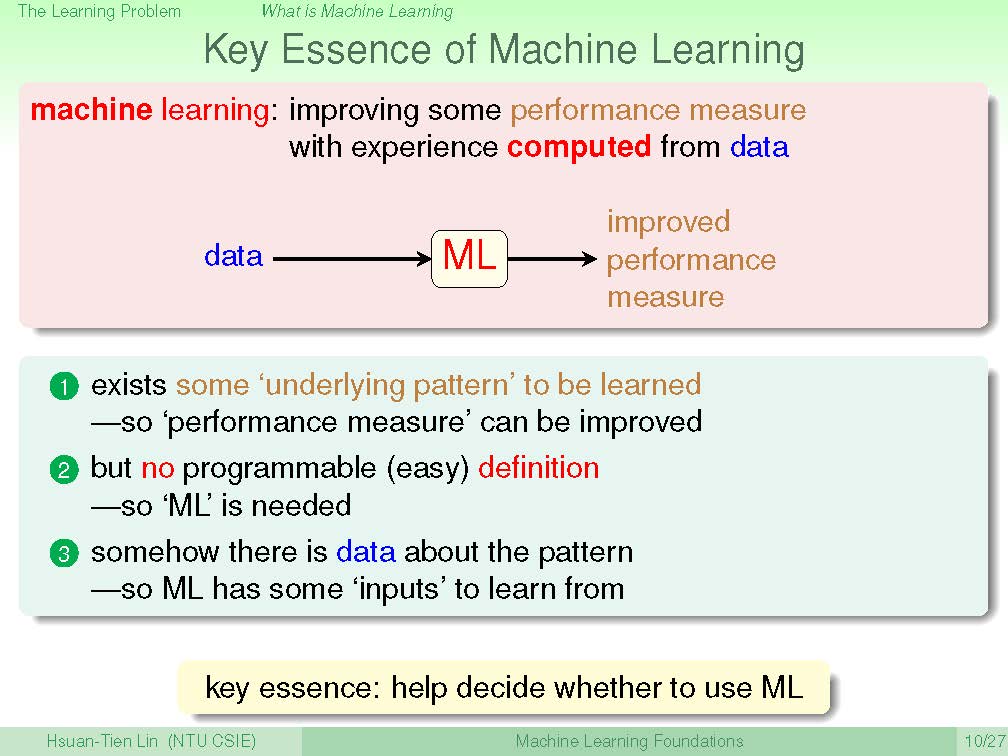 The Learning Problem What is Machine Learning
Key Essence of Machine Learning
machine learning: improving some performance measure
with experience computed from data
data
ML
improved
performance
measure
1 exists some ‘underlying pattern’ to be learned
—so ‘performance measure’ can be improved
2 but no programmable (easy) definition
—so ‘ML’ is needed
3 somehow there is data about the pattern
—so ML has some ‘inputs’ to learn from
key essence: help decide whether to use ML
Hsuan-Tien Lin (NTU CSIE) Machine Learning Foundations 10/27